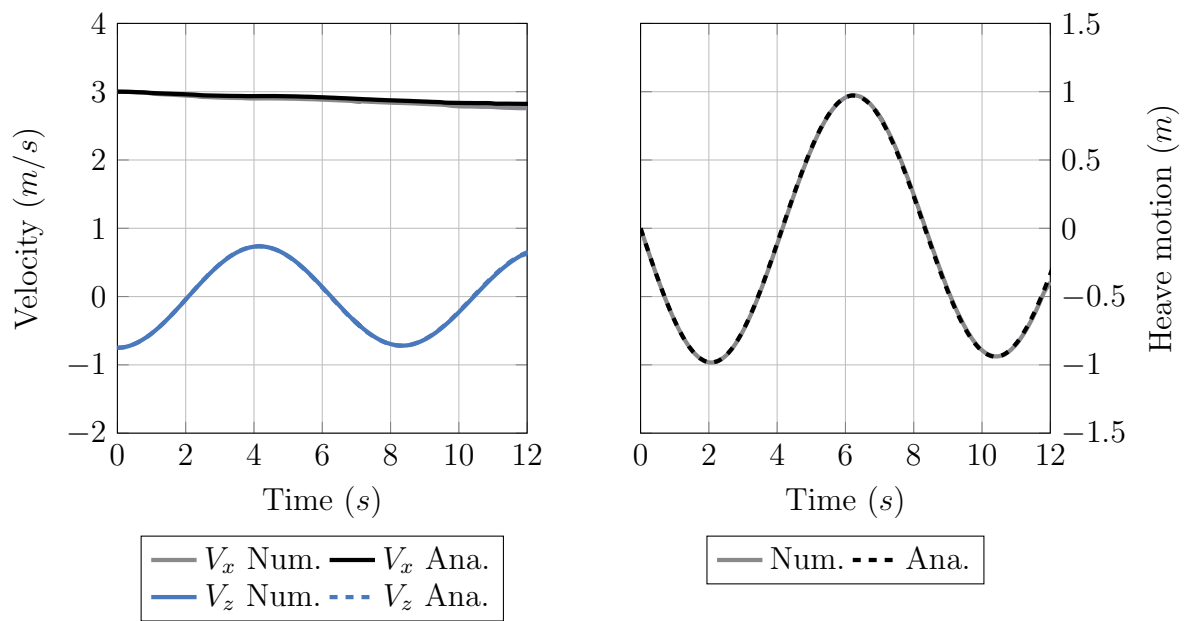 4
3
2
1
0
−1
−2
0 2 4 6 8 10 12
Velocity (m/s)
Time (s)
V_x Num. V_x Ana.
V_z Num. V_z Ana.
1.5
1
0.5
0
−0.5
−1
−1.5
0 2 4 6 8 10 12
Heave motion (m)
Time (s)
Num. Ana.